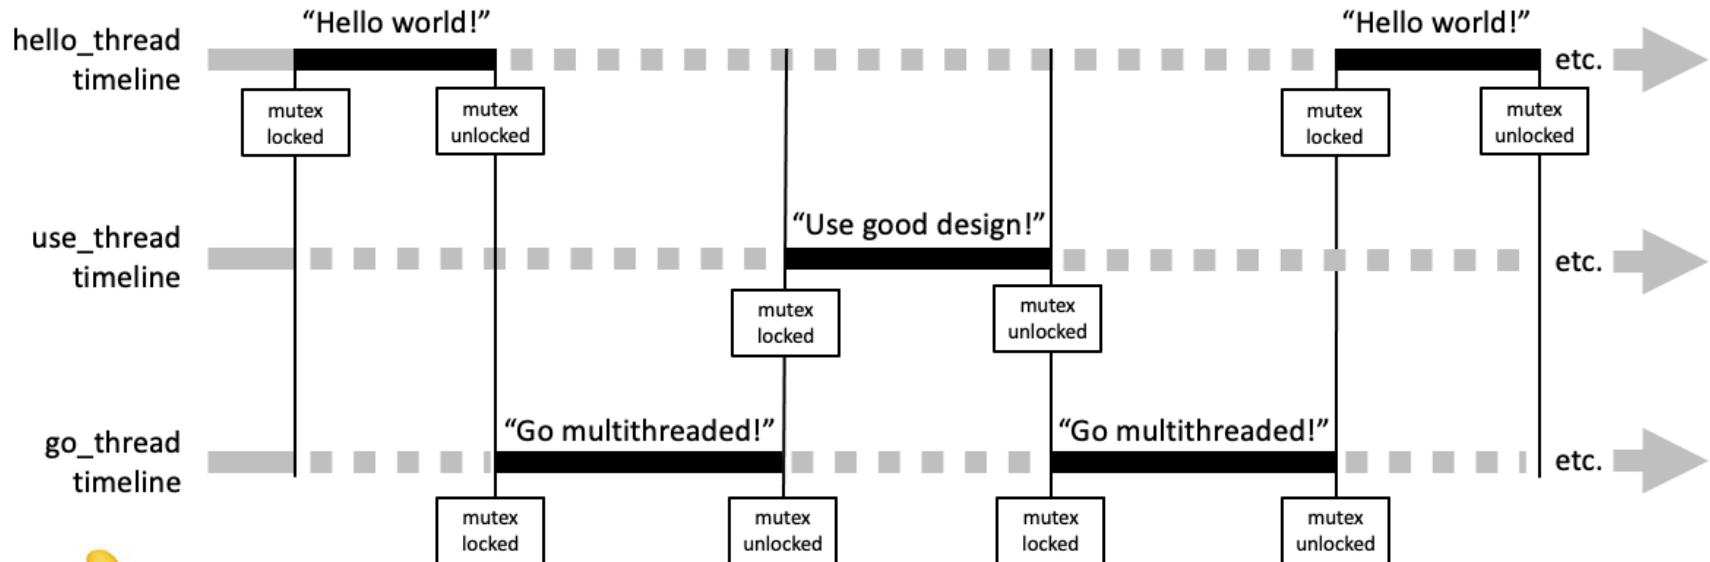 “Hello world!”
“Hello world!”
hello_thread
timeline
etc.
mutex
locked
mutex
unlocked
mutex
locked
mutex
unlocked
“Use good design!”
use_thread
timeline
etc.
mutex
locked
mutex
unlocked
“Go multithreaded!”
“Go multithreaded!”
go_thread
timeline
etc.
mutex
locked
mutex
unlocked
mutex
locked
mutex
unlocked